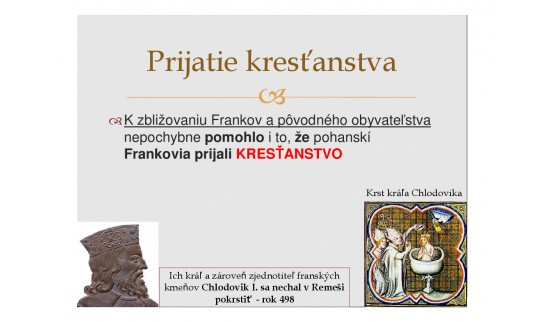 Prijatie kresťanstva
K zbližovaniu Frankov a pôvodného obyvateľstva
nepochybne pomohlo i to, že pohanskí
Frankovia prijali KRESŤANSTVO
Krst kráľa Chlodovika
Ich kráľ a zároveň zjednotiteľ franských
kmeňov Chlodovik I. sa nechal v Remeši
pokrstiť - rok 498